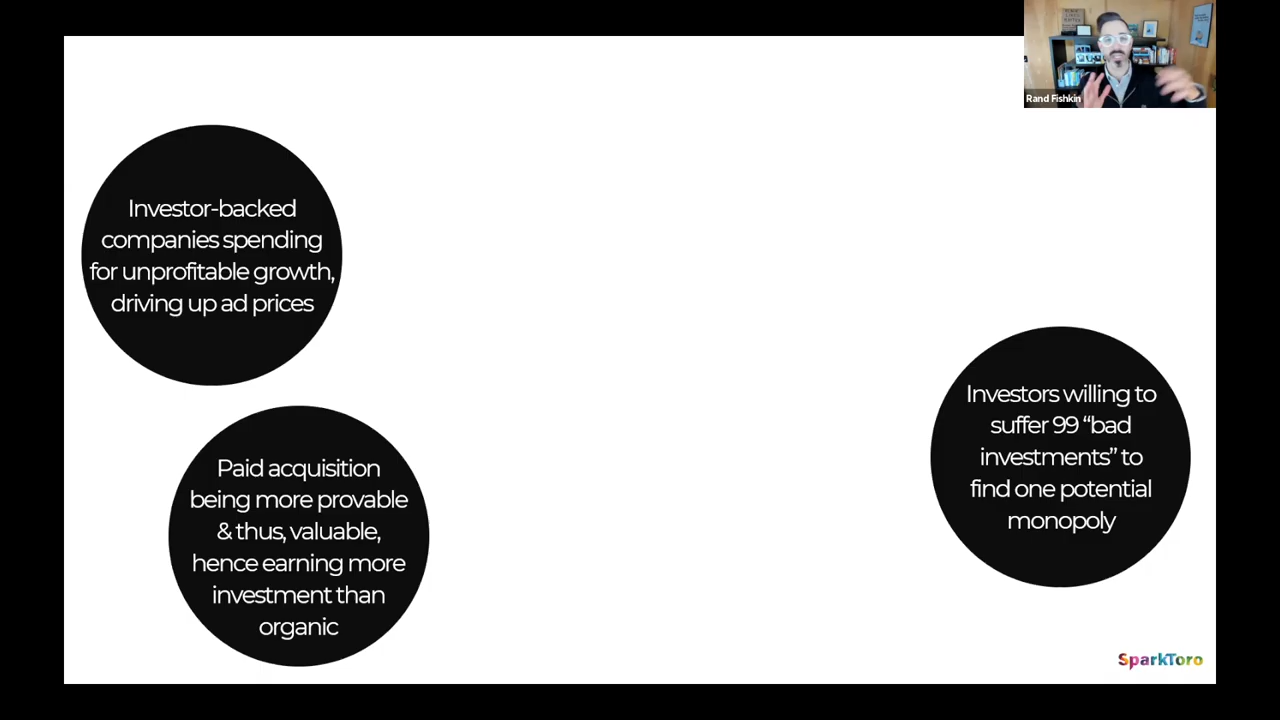 Rand Fishkin
Investor-backed
companies spending
for unprofitable growth,
driving up ad prices
Paid acquisition
being more provable
& thus, valuable,
hence earning more
investment than
organic
Investors willing to
suffer 99 “bad
investments” to
find one potential
monopoly
SparkToro